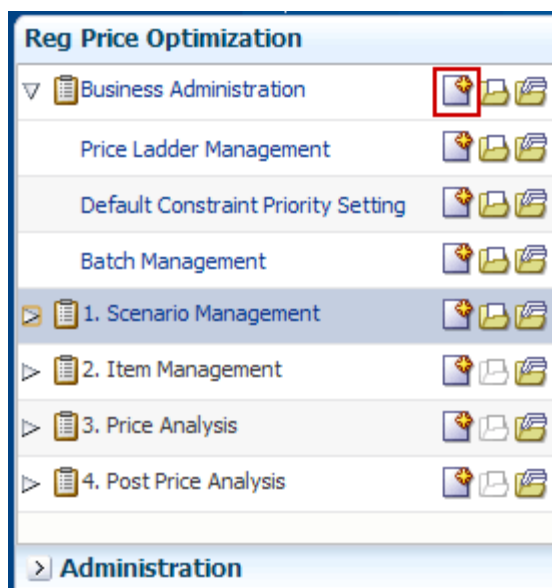 Reg Price Optimization
Business Administration
Price Ladder Management
Default Constraint Priority Setting
Batch Management
1. Scenario Management
2. Item Management
3. Price Analysis
4. Post Price Analysis
Administration